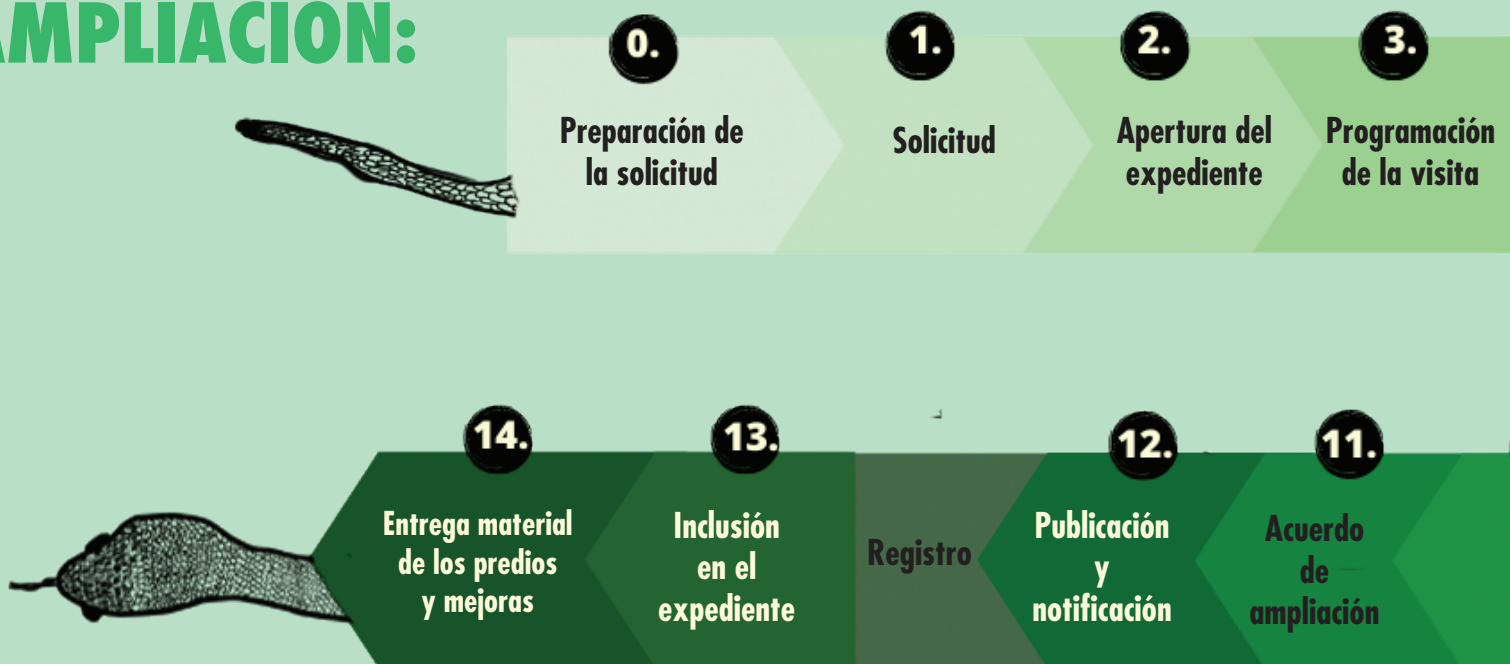 AMPLIACIÓN:
0.
Preparación de
la solicitud
1.
Solicitud
2.
Apertura del
expediente
3.
Programación
de la visita
14.
Entrega material
de los predios
y mejoras
13.
Inclusión
en el
expediente
Registro
12.
Publicación
y
notificación
11.
Acuerdo
de
ampliación